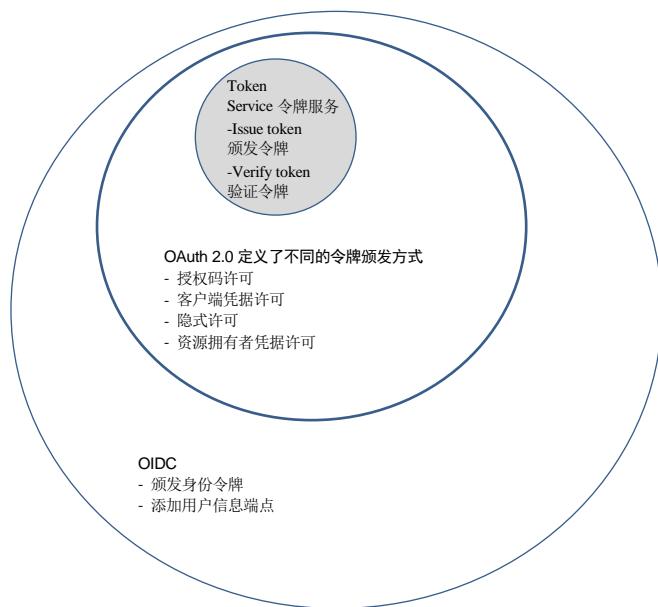 Token
Service 令牌服务
-Issue token
颁发令牌
-Verify token
验证令牌
OAuth 2.0 定义了不同的令牌颁发方式
- 授权码许可
- 客户端凭据许可
- 隐式许可
- 资源拥有者凭据许可
OIDC
- 颁发身份令牌
- 添加用户信息端点